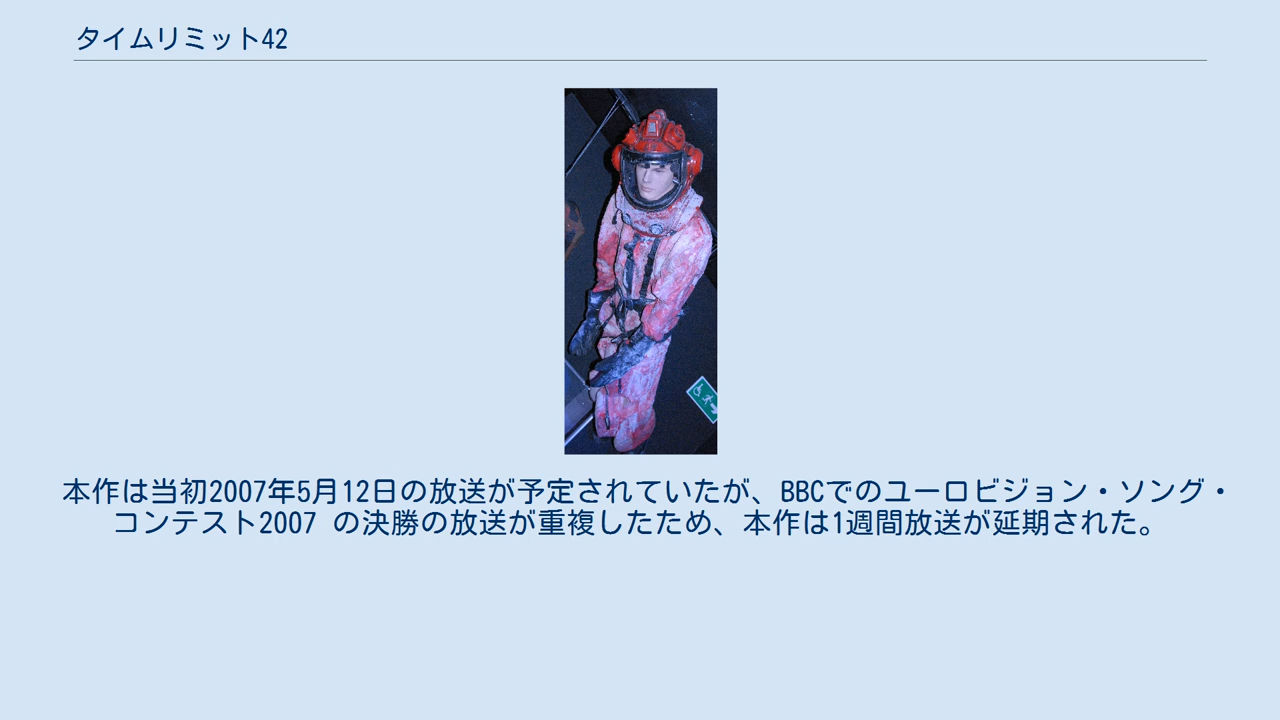 タイムリミット42
本作は当初2007年5月12日の放送が予定されていたが、BBCでのユーロビジョン・ソング・
コンテスト2007 の決勝の放送が重複したため、本作は1週間放送が延期された。